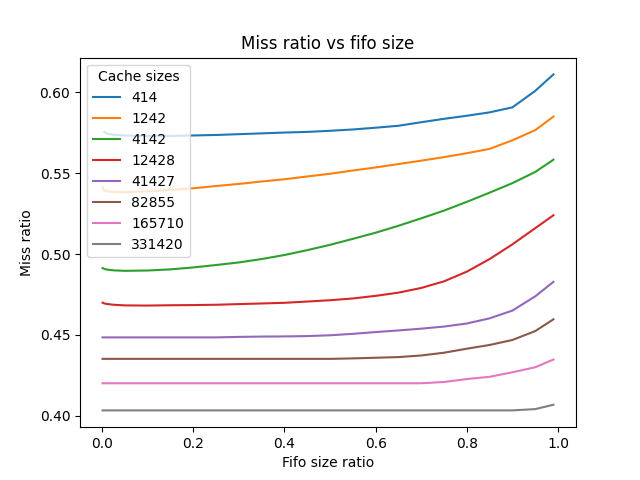 Miss ratio vs fifo size
Cache sizes
414
1242
4142
12428
41427
82855
165710
331420
0.60
0.55
0.50
0.45
0.40
Miss ratio
0.0 0.2 0.4 0.6 0.8 1.0
Fifo size ratio